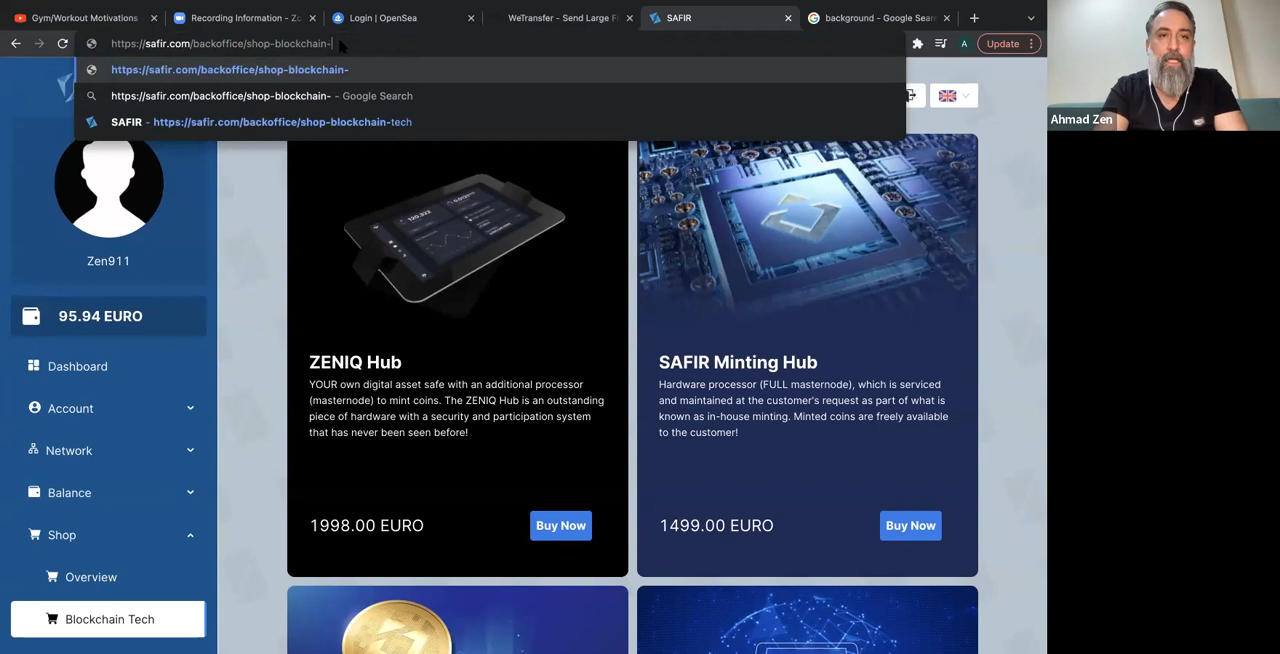 Gym/Workout Motivations
Recording Information - Zo
Login | OpenSea
WeTransfer - Send Large F
SAFIR
background - Google Sear
https://safir.com/backoffice/shop-blockchain-
A
Update
https://safir.com/backoffice/shop-blockchain-
https://safir.com/backoffice/shop-blockchain- - Google Search
SAFIR - https://safir.com/backoffice/shop-blockchain-tech
Ahmad Zen
Zen911
95.94 EURO
Dashboard
Account
Network
Balance
Shop
Overview
Blockchain Tech
ZENIQ Hub
YOUR own digital asset safe with an additional processor
(masternode) to mint coins. The ZENIQ Hub is an outstanding
piece of hardware with a security and participation system
that has never been seen before!
1998.00 EURO
Buy Now
SAFIR Minting Hub
Hardware processor (FULL masternode), which is serviced
and maintained at the customer's request as part of what is
known as in-house minting. Minted coins are freely available
to the customer!
1499.00 EURO
Buy Now